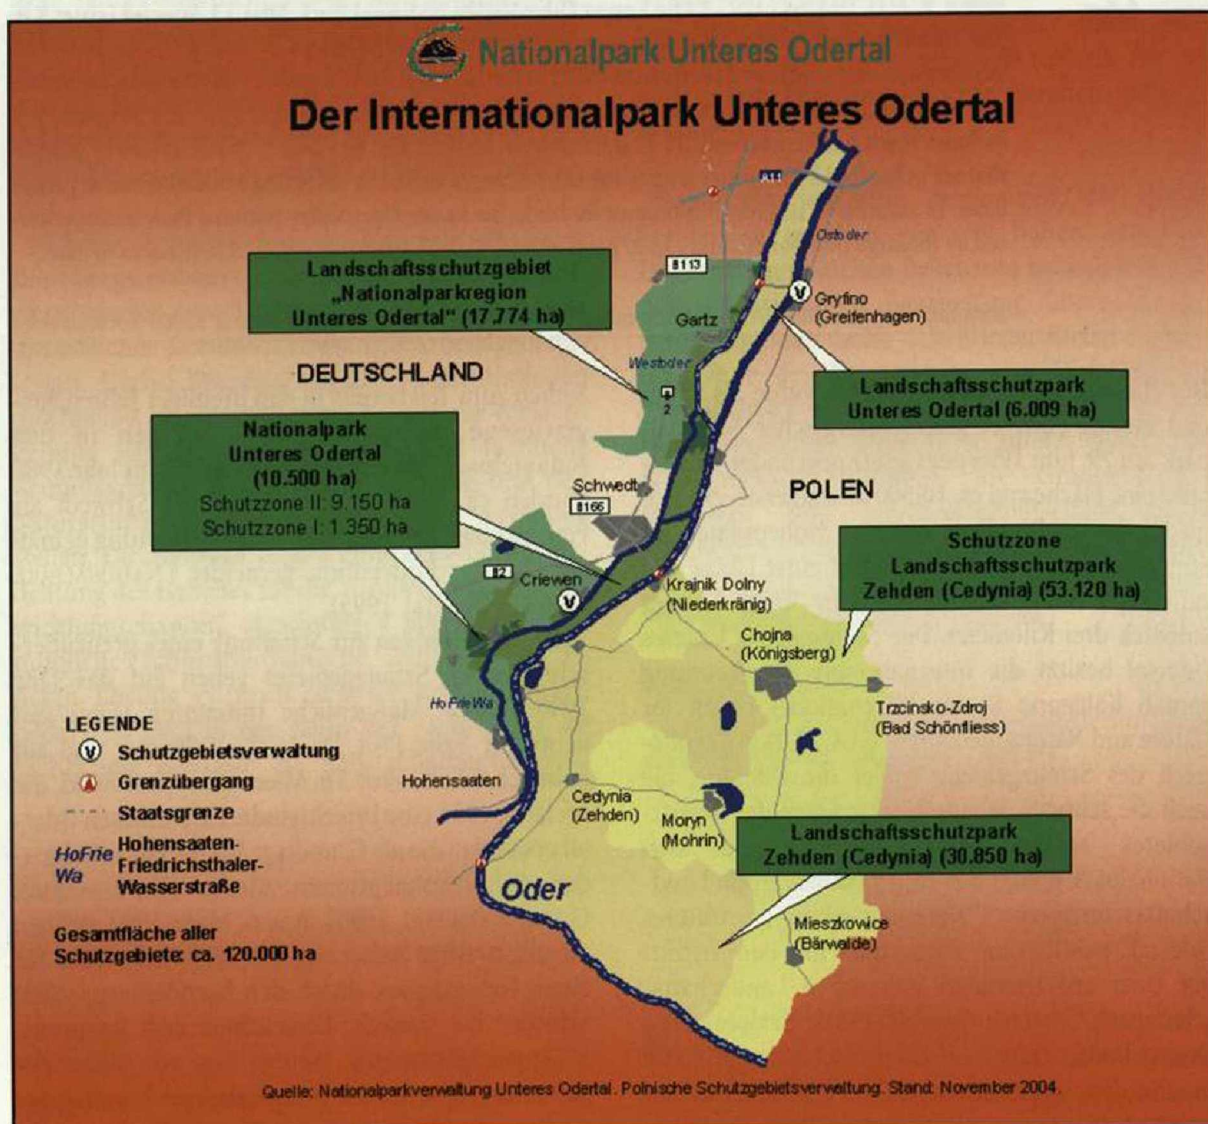 Nationalpark Unteres Odertal
Der Internationalpark Unteres Odertal
A11
Ostoder
B113
Landschaftsschutzgebiet
„Nationalparkregion
Unteres Odertal“ (17.774 ha)
Gryfino
(Greifenhagen)
Gartz
Westoder
DEUTSCHLAND
Landschaftsschutzpark
Unteres Odertal (6.009 ha)
2
Nationalpark
Unteres Odertal
(10.500 ha)
Schutzzone II: 9.150 ha
Schutzzone I: 1.350 ha
Schwedt
POLEN
B166
Schutzzone
Landschaftsschutzpark
Zehden (Cedynia) (53.120 ha)
B2
Criewen
V
Krajnik Dolny
(Niederkränig)
Chojna
(Königsberg)
HoFrieWa
Trzcinsko-Zdroj
(Bad Schönfliess)
LEGENDE
V Schutzgebietsverwaltung
Grenzübergang
Staatsgrenze
HoFrie
Wa
Hohensaaten-
Friedrichsthaler-
Wasserstraße
Hohensaaten
Cedynia
(Zehden)
Moryn
(Mohrin)
Landschaftsschutzpark
Zehden (Cedynia) (30.850 ha)
Oder
Mieszkowice
(Bärwalde)
Gesamtfläche aller
Schutzgebiete: ca. 120.000 ha
Quelle: Nationalparkverwaltung Unteres Odertal. Polnische Schutzgebietsverwaltung. Stand: November 2004.